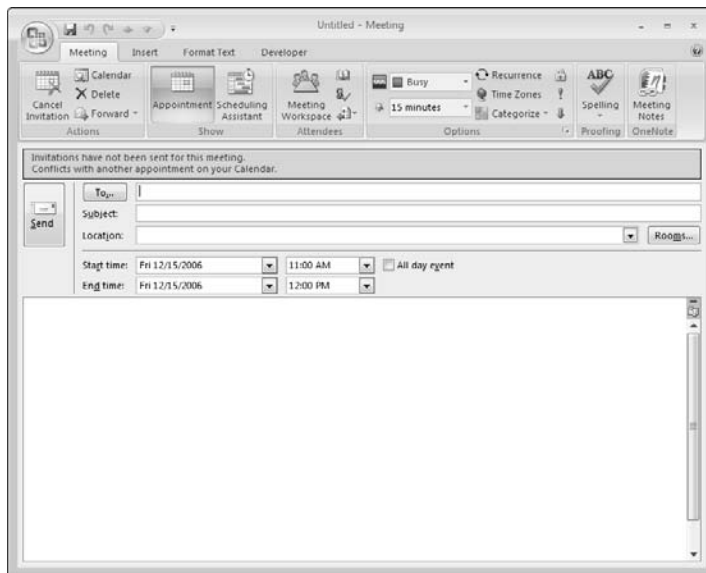 Untitled - Meeting
Meeting Insert Format Text Developer
Calendar
Delete
Forward
Cancel Invitation
Actions
Appointment
Scheduling Assistant
Show
Meeting Workspace
Attendees
Busy
15 minutes
Recurrence
Time Zones
Categorize
Options
ABC
Spelling
Proofing
Meeting Notes
OneNote
Invitations have not been sent for this meeting.
Conflicts with another appointment on your Calendar.
Send
To...
Subject:
Location: Rooms...
Start time: Fri 12/15/2006 11:00 AM All day event
End time: Fri 12/15/2006 12:00 PM